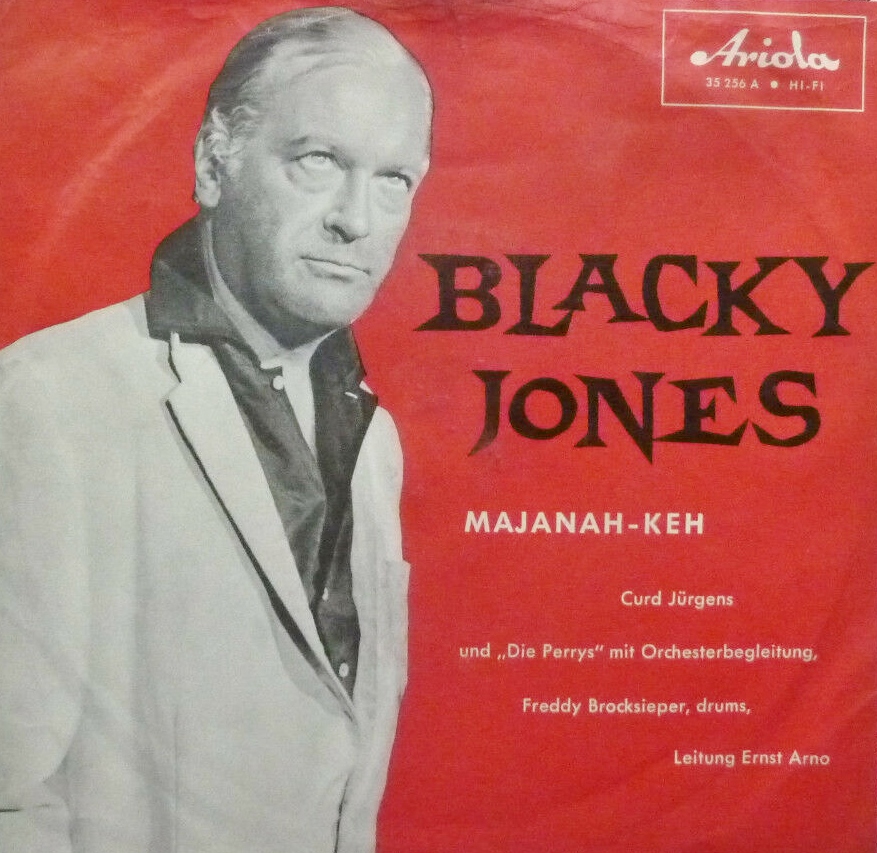 Ariola
35 256 A • HI-FI
BLACKY
JONES
MAJANAH-KEH
Curd Jürgens
und „Die Perrys“ mit Orchesterbegleitung,
Freddy Brocksieper, drums,
Leitung Ernst Arno